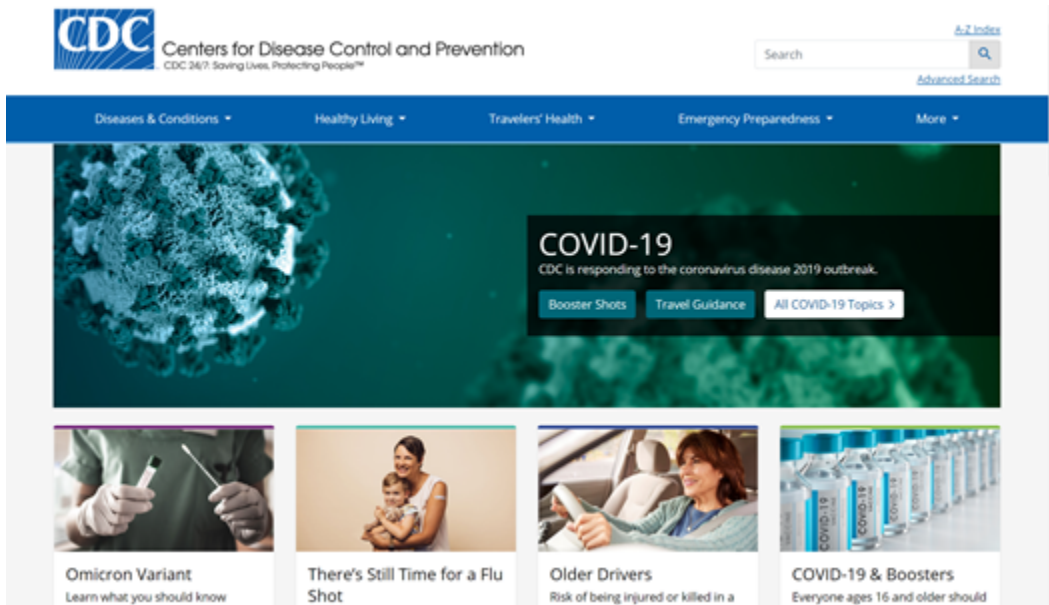 CDC
Centers for Disease Control and Prevention
CDC 24/7: Saving Lives, Protecting People™
A-Z Index
Search
Advanced Search
Diseases & Conditions
Healthy Living
Travelers' Health
Emergency Preparedness
More
COVID-19
CDC is responding to the coronavirus disease 2019 outbreak.
Booster Shots
Travel Guidance
All COVID-19 Topics >
COVID-19
COVID-19
Omicron Variant
Learn what you should know
There's Still Time for a Flu
Shot
Older Drivers
Risk of being injured or killed in a
COVID-19 & Boosters
Everyone ages 16 and older should